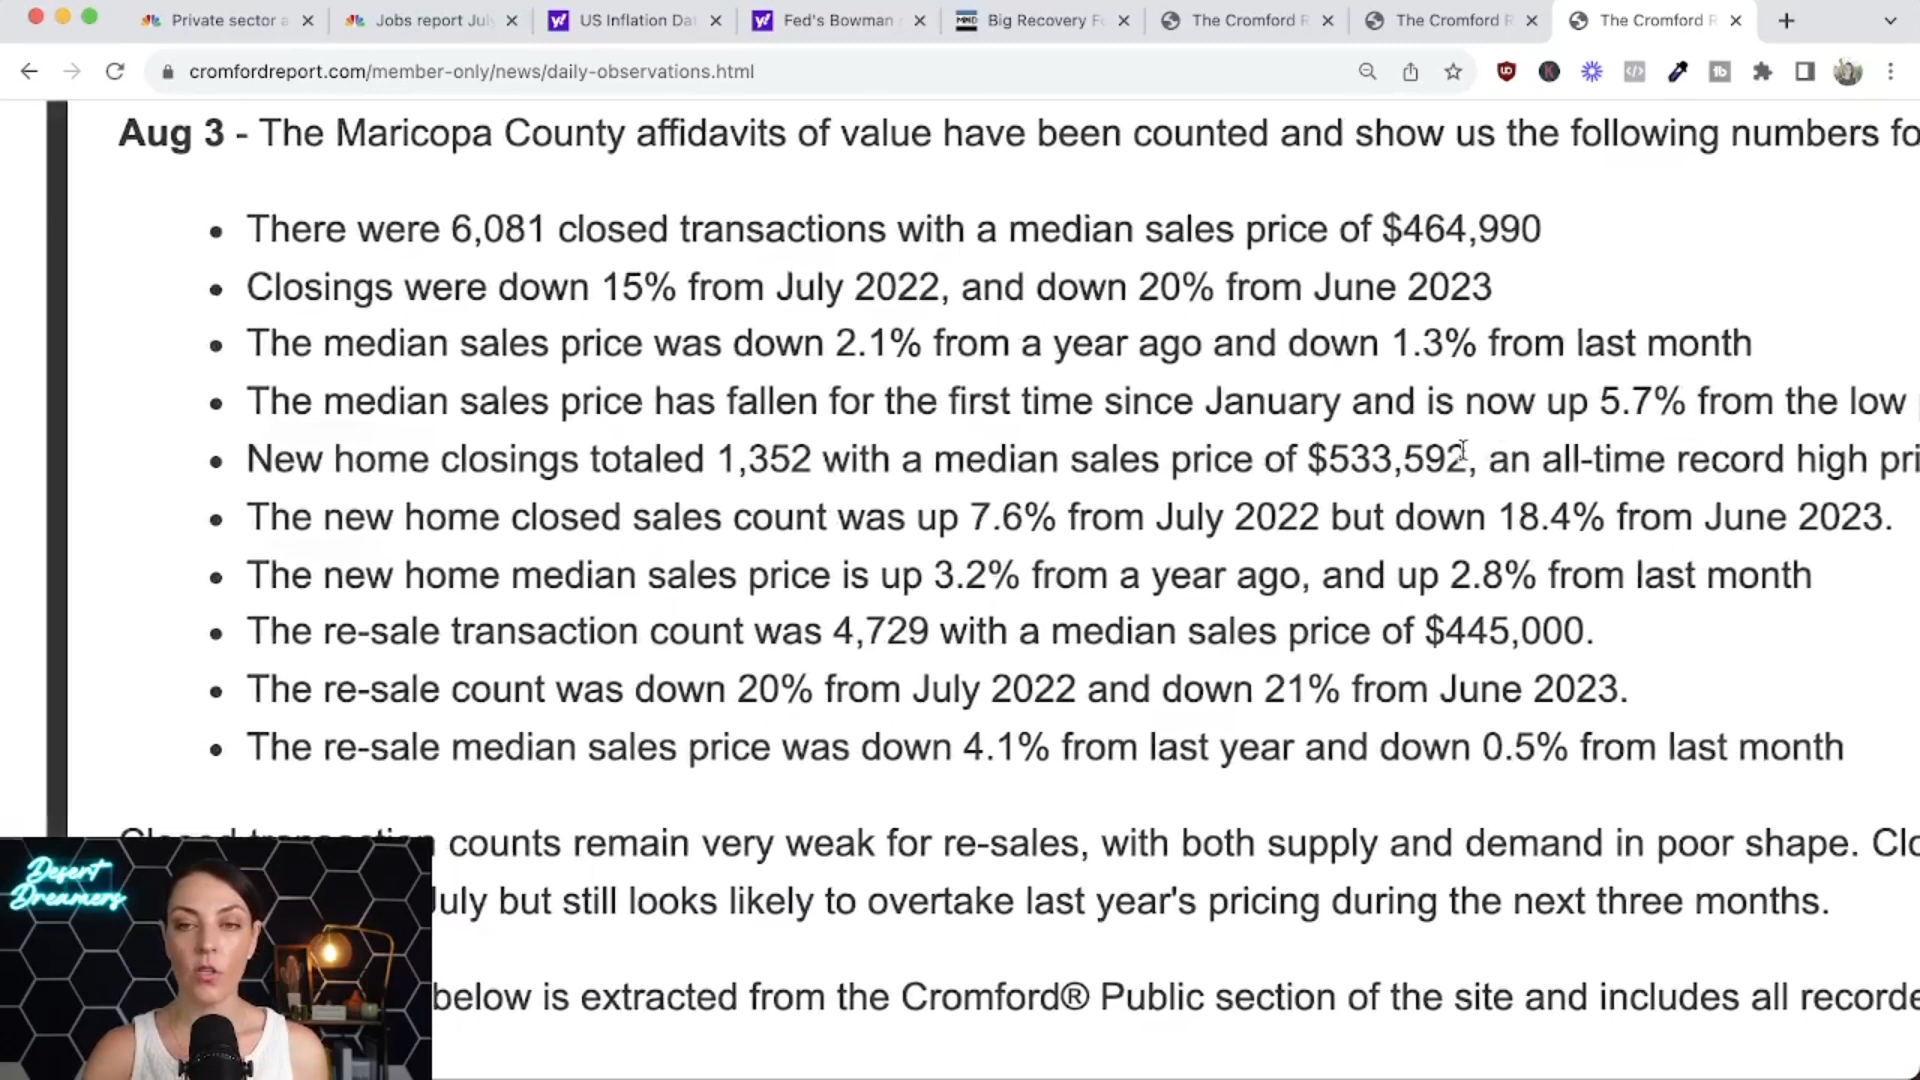 Private sector a
Jobs report July
US Inflation Da
Fed's Bowman
Big Recovery F
The Cromford R
The Cromford R
The Cromford R
cromfordreport.com/member-only/news/daily-observations.html
Aug 3 - The Maricopa County affidavits of value have been counted and show us the following numbers fo
• There were 6,081 closed transactions with a median sales price of $464,990
• Closings were down 15% from July 2022, and down 20% from June 2023
• The median sales price was down 2.1% from a year ago and down 1.3% from last month
• The median sales price has fallen for the first time since January and is now up 5.7% from the low
• New home closings totaled 1,352 with a median sales price of $533,592, an all-time record high pri
• The new home closed sales count was up 7.6% from July 2022 but down 18.4% from June 2023.
• The new home median sales price is up 3.2% from a year ago, and up 2.8% from last month
• The re-sale transaction count was 4,729 with a median sales price of $445,000.
• The re-sale count was down 20% from July 2022 and down 21% from June 2023.
• The re-sale median sales price was down 4.1% from last year and down 0.5% from last month
Closed transaction counts remain very weak for re-sales, with both supply and demand in poor shape. Clo
July but still looks likely to overtake last year's pricing during the next three months.
below is extracted from the Cromford® Public section of the site and includes all recorde
Desert
Dreamers